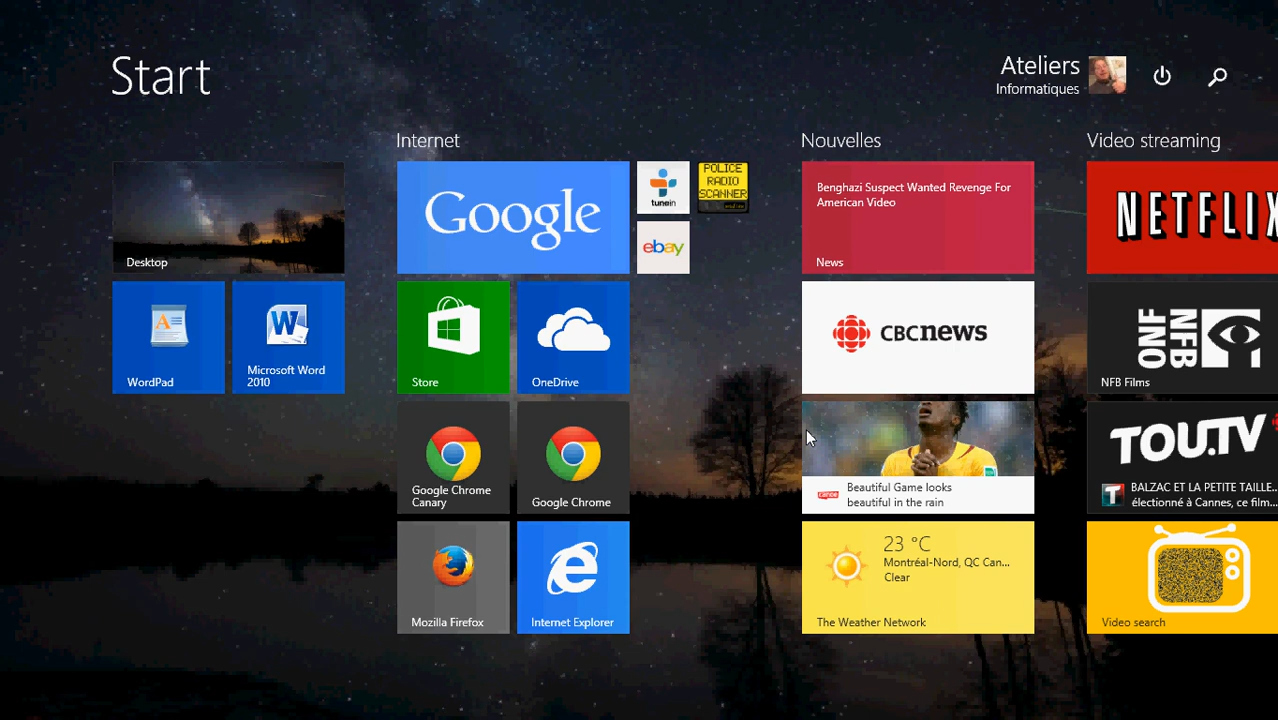 Start
Ateliers
Informatiques
Internet
Nouvelles
Video streaming
Desktop
WordPad
Microsoft Word
2010
Google
tunein
POLICE
RADIO
SCANNER
ebay
Store
OneDrive
Google Chrome
Canary
Google Chrome
Mozilla Firefox
Internet Explorer
Benghazi Suspect Wanted Revenge For
American Video
News
CBCnews
canoe
Beautiful Game looks
beautiful in the rain
23 °C
Montréal-Nord, QC Can...
Clear
The Weather Network
NETFLIX
ONF
NFB
NFB Films
TOU.TV
BALZAC ET LA PETITE TAILLE...
électionné à Cannes, ce film...
Video search